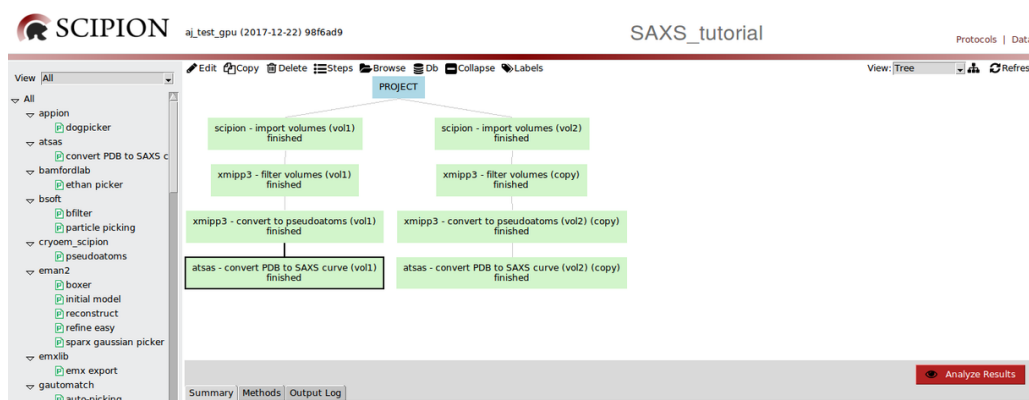 SCIPION
aj_test_gpu (2017-12-22) 98f6ad9
SAXS_tutorial
Protocols | Data
View All
Edit Copy Delete Steps Browse Db Collapse Labels
View: Tree
Refres
All
appion
dogpicker
atsas
convert PDB to SAXS c
bamfordlab
ethan picker
bsoft
bfilter
particle picking
cryoem_scipion
pseudoatoms
eman2
boxer
initial model
reconstruct
refine easy
sparx gaussian picker
emxlib
emx export
gautomatch
auto-picking
PROJECT
scipion - import volumes (vol1)
finished
scipion - import volumes (vol2)
finished
xmipp3 - filter volumes (vol1)
finished
xmipp3 - filter volumes (copy)
finished
xmipp3 - convert to pseudoatoms (vol1)
finished
xmipp3 - convert to pseudoatoms (vol2) (copy)
finished
atsas - convert PDB to SAXS curve (vol1)
finished
atsas - convert PDB to SAXS curve (vol2) (copy)
finished
Analyze Results
Summary Methods Output Log